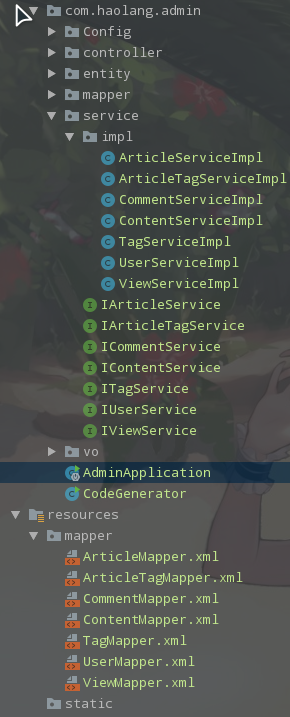 com.haolang.admin
Config
controller
entity
mapper
service
impl
ArticleServiceImpl
ArticleTagServiceImpl
CommentServiceImpl
ContentServiceImpl
TagServiceImpl
UserServiceImpl
ViewServiceImpl
IArticleService
IArticleTagService
ICommentService
IContentService
ITagService
IUserService
IViewService
vo
AdminApplication
CodeGenerator
resources
mapper
ArticleMapper.xml
ArticleTagMapper.xml
CommentMapper.xml
ContentMapper.xml
TagMapper.xml
UserMapper.xml
ViewMapper.xml
static